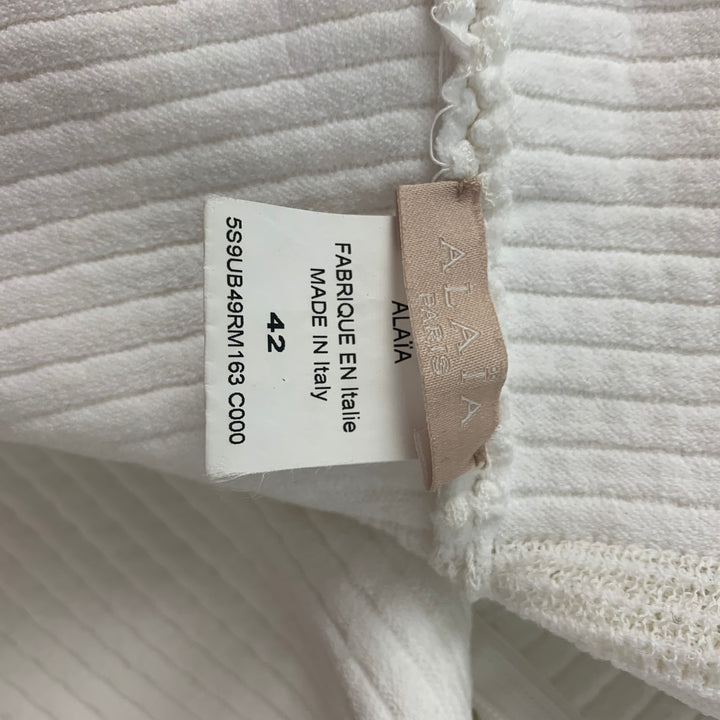 ALAÏA
PARIS
ALAÏA
FABRIQUE EN Italie
MADE IN Italy
42
5S9UB49RM163 C000